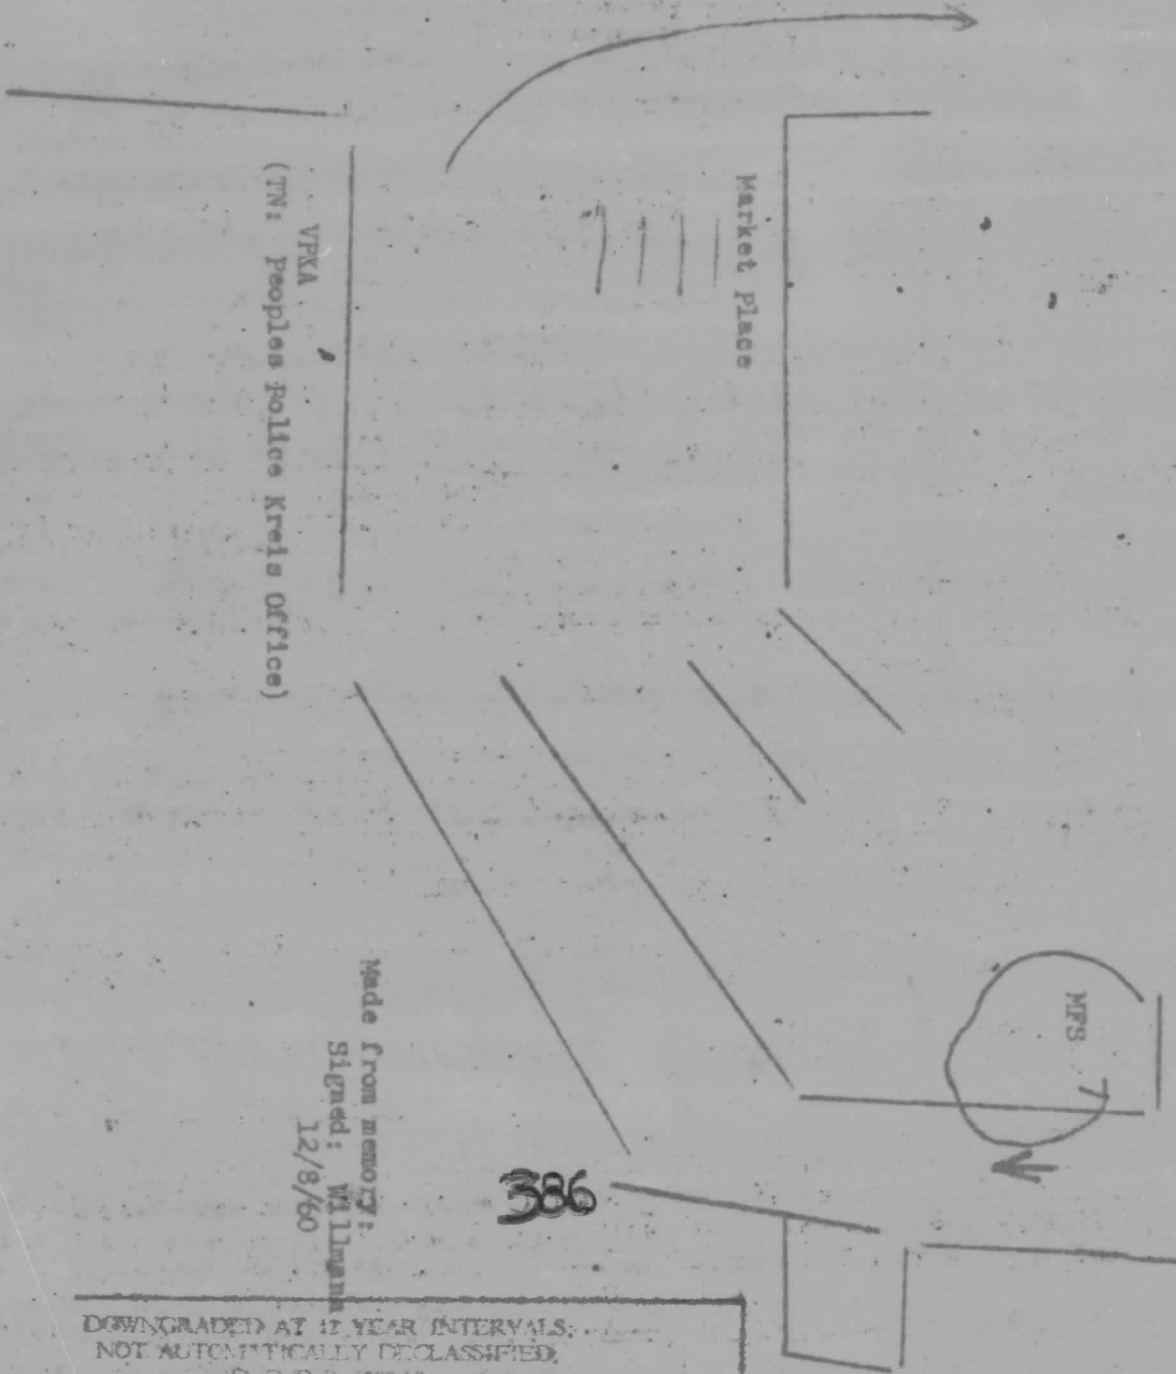 Market Place
VPKA
(TN: Peoples Police Kreis Office)
MFS
Made from memory:
Signed: Willmann
12/8/60
386
DOWNGRADED AT 12 YEAR INTERVALS;
NOT AUTOMATICALLY DECLASSIFIED.